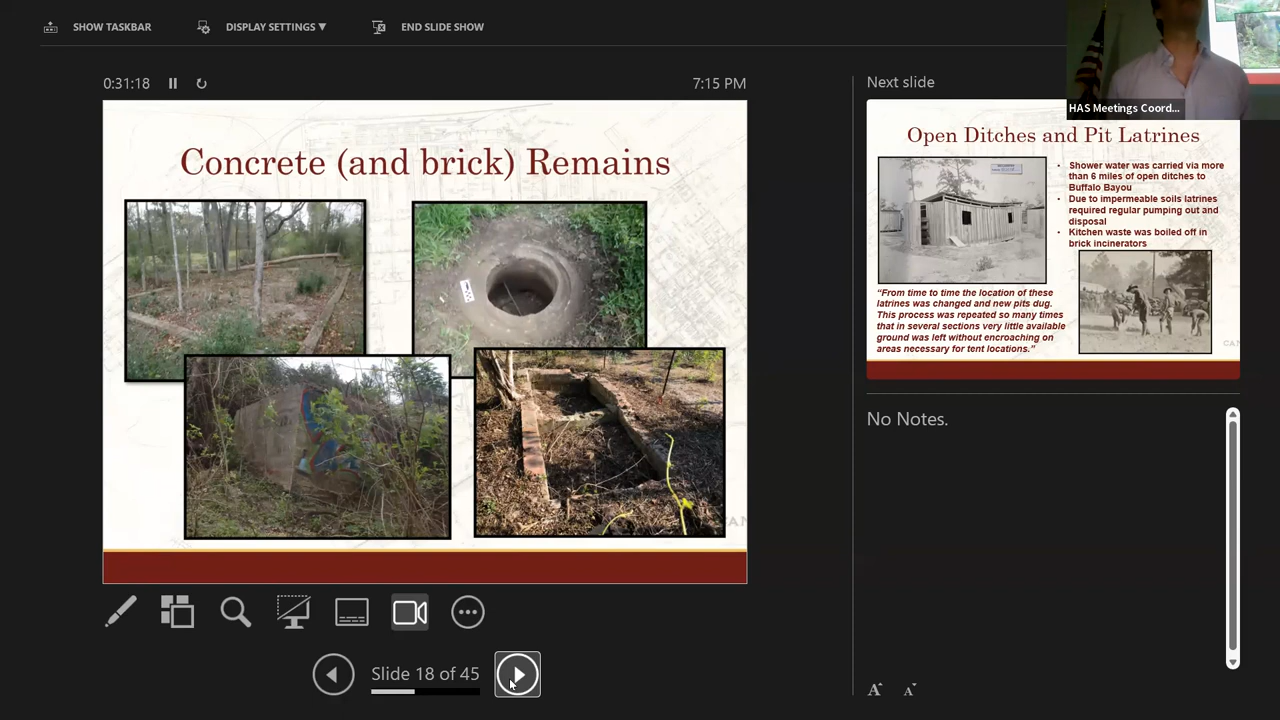 SHOW TASKBAR
DISPLAY SETTINGS ▼
END SLIDE SHOW
0:31:18
7:15 PM
Concrete (and brick) Remains
Slide 18 of 45
Next slide
HAS Meetings Coord...
Open Ditches and Pit Latrines
• Shower water was carried via more
than 6 miles of open ditches to
Buffalo Bayou
• Due to impermeable soils latrines
required regular pumping out and
disposal
• Kitchen waste was boiled off in
brick incinerators
“From time to time the location of these
latrines was changed and new pits dug.
This process was repeated so many times
that in several sections very little available
ground was left without encroaching on
areas necessary for tent locations.”
No Notes.
A A